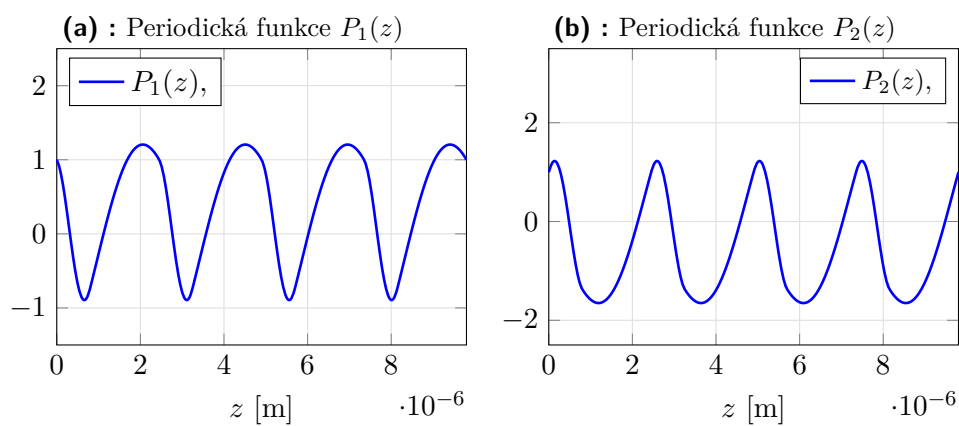 (a) : Periodická funkce P₁(z)
P₁(z),
2
1
0
−1
0 2 4 6 8
·10⁻⁶
z [m]
(b) : Periodická funkce P₂(z)
P₂(z),
2
0
−2
0 2 4 6 8
·10⁻⁶
z [m]